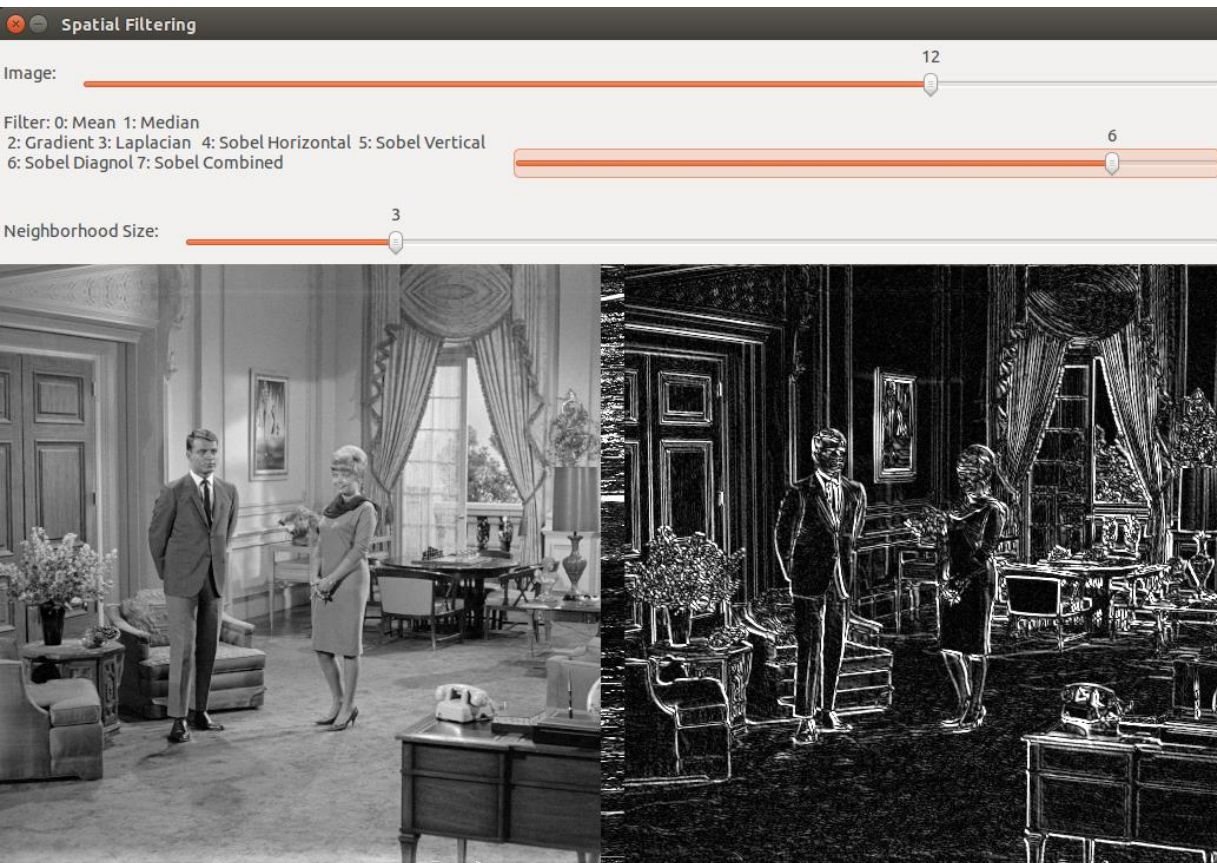 Spatial Filtering
12
Image:
Filter: 0: Mean 1: Median
2: Gradient 3: Laplacian 4: Sobel Horizontal 5: Sobel Vertical
6
6: Sobel Diagnol 7: Sobel Combined
3
Neighborhood Size: